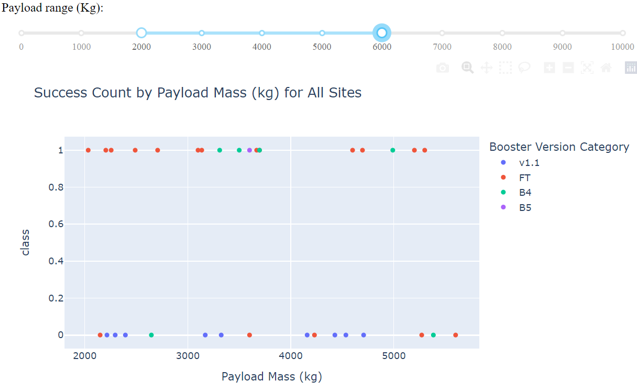 Payload range (Kg):
0 1000 2000 3000 4000 5000 6000 7000 8000 9000 10000
Success Count by Payload Mass (kg) for All Sites
Booster Version Category
v1.1
FT
B4
B5
class
1
0.8
0.6
0.4
0.2
0
2000 3000 4000 5000
Payload Mass (kg)